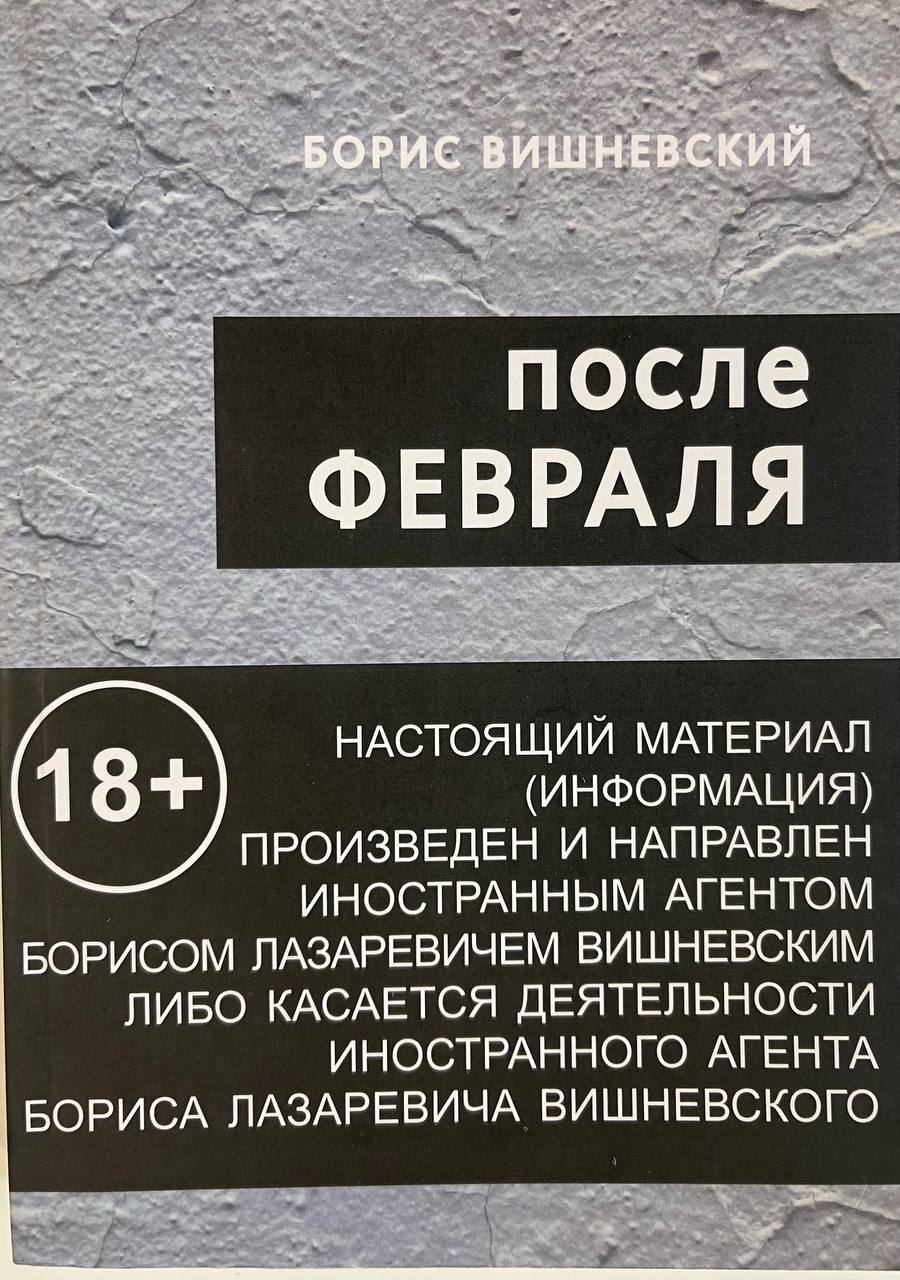 БОРИС ВИШНЕВСКИЙ
после
ФЕВРАЛЯ
18+
НАСТОЯЩИЙ МАТЕРИАЛ
(ИНФОРМАЦИЯ)
ПРОИЗВЕДЕН И НАПРАВЛЕН
ИНОСТРАННЫМ АГЕНТОМ
БОРИСОМ ЛАЗАРЕВИЧЕМ ВИШНЕВСКИМ
ЛИБО КАСАЕТСЯ ДЕЯТЕЛЬНОСТИ
ИНОСТРАННОГО АГЕНТА
БОРИСА ЛАЗАРЕВИЧА ВИШНЕВСКОГО